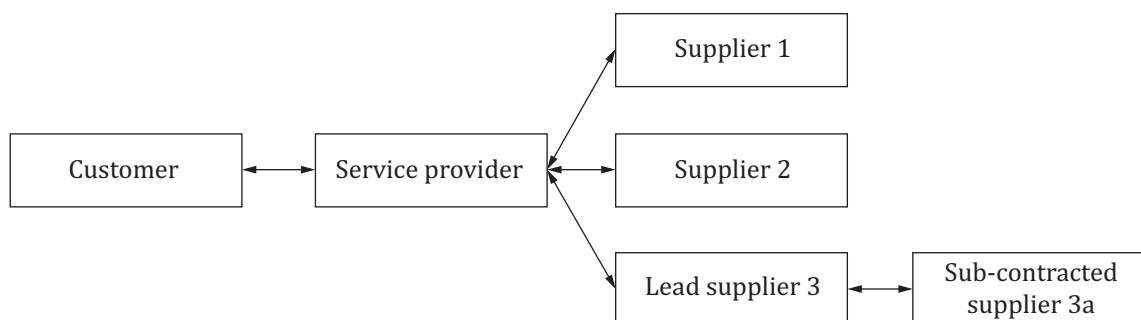 Supplier 1
Customer
Service provider
Supplier 2
Lead supplier 3
Sub-contracted
supplier 3a